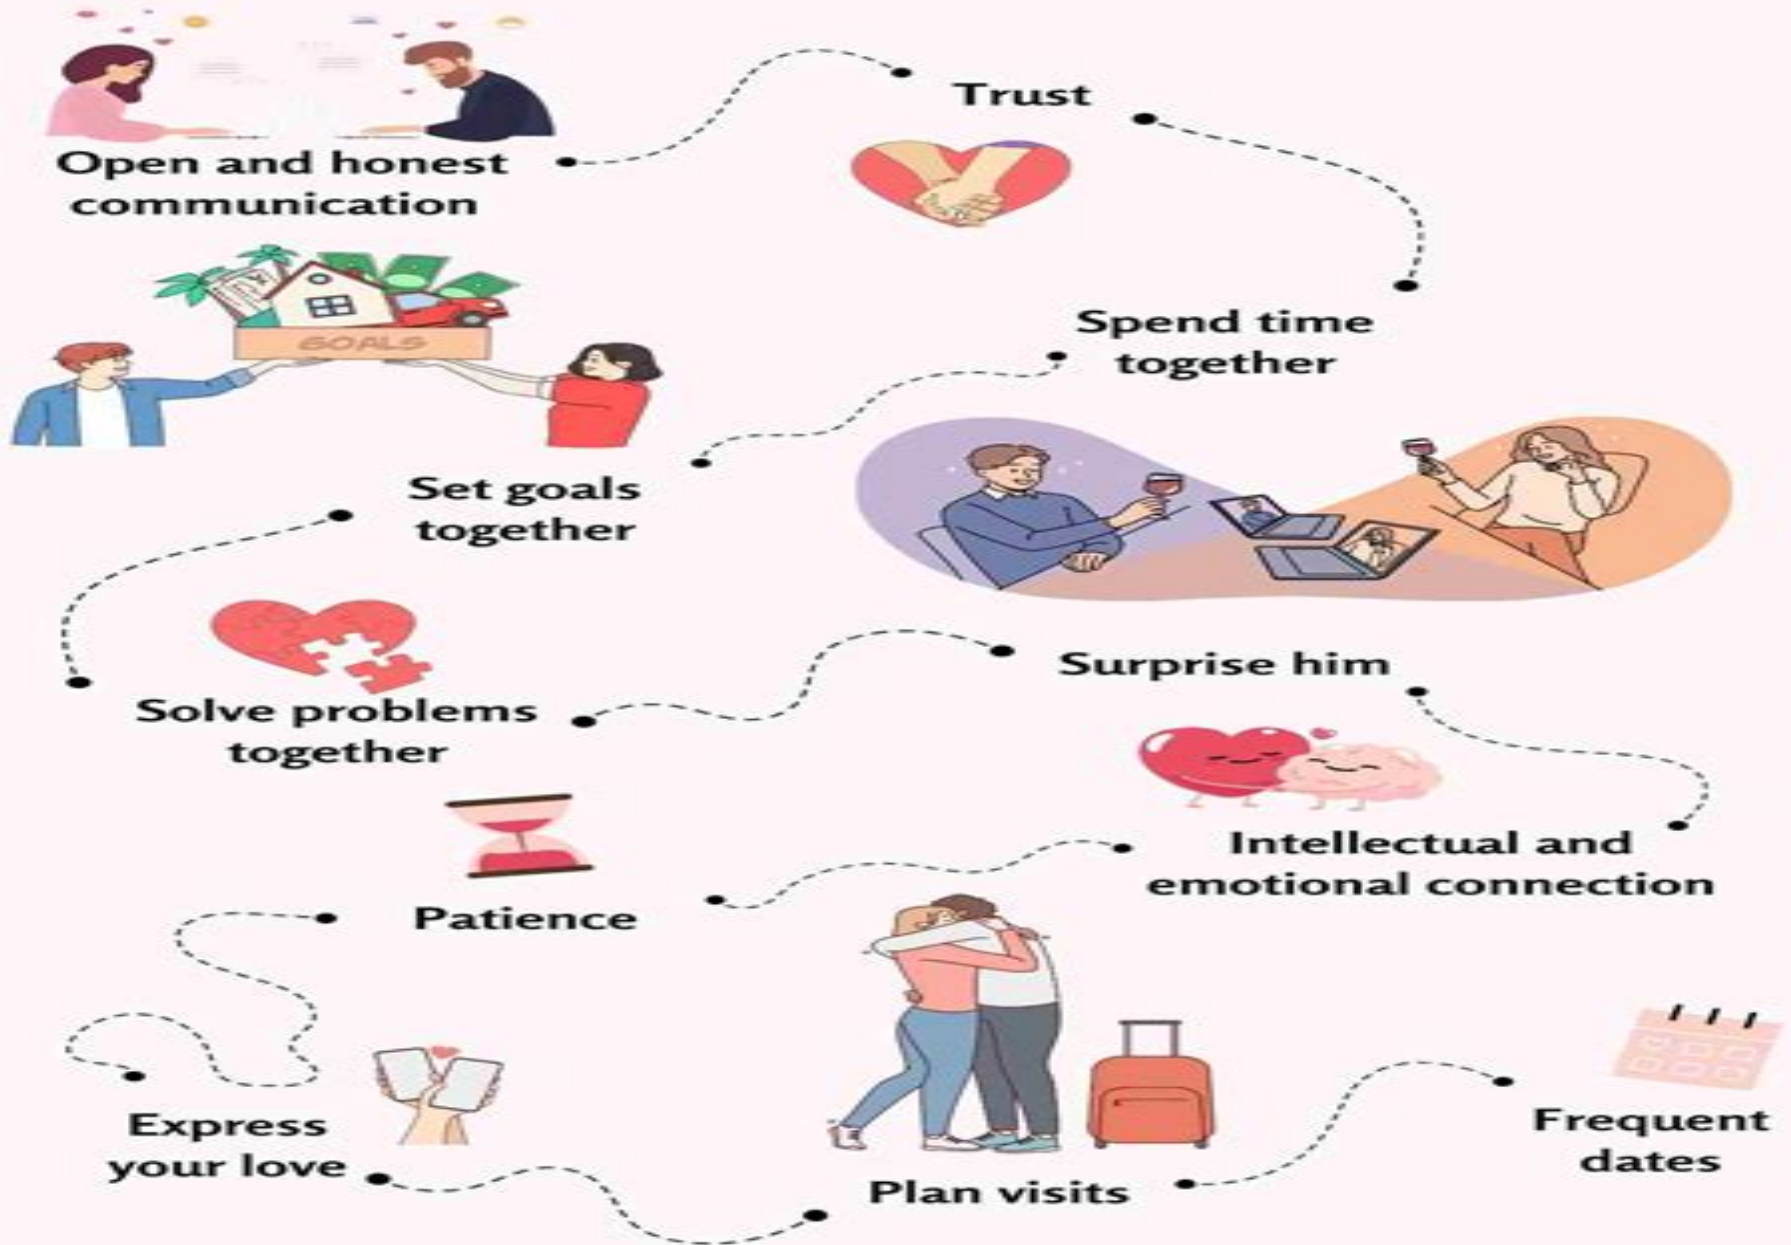 Open and honest
communication
Trust
Spend time
together
GOALS
Set goals
together
Solve problems
together
Surprise him
Intellectual and
emotional connection
Patience
Express
your love
Plan visits
Frequent
dates